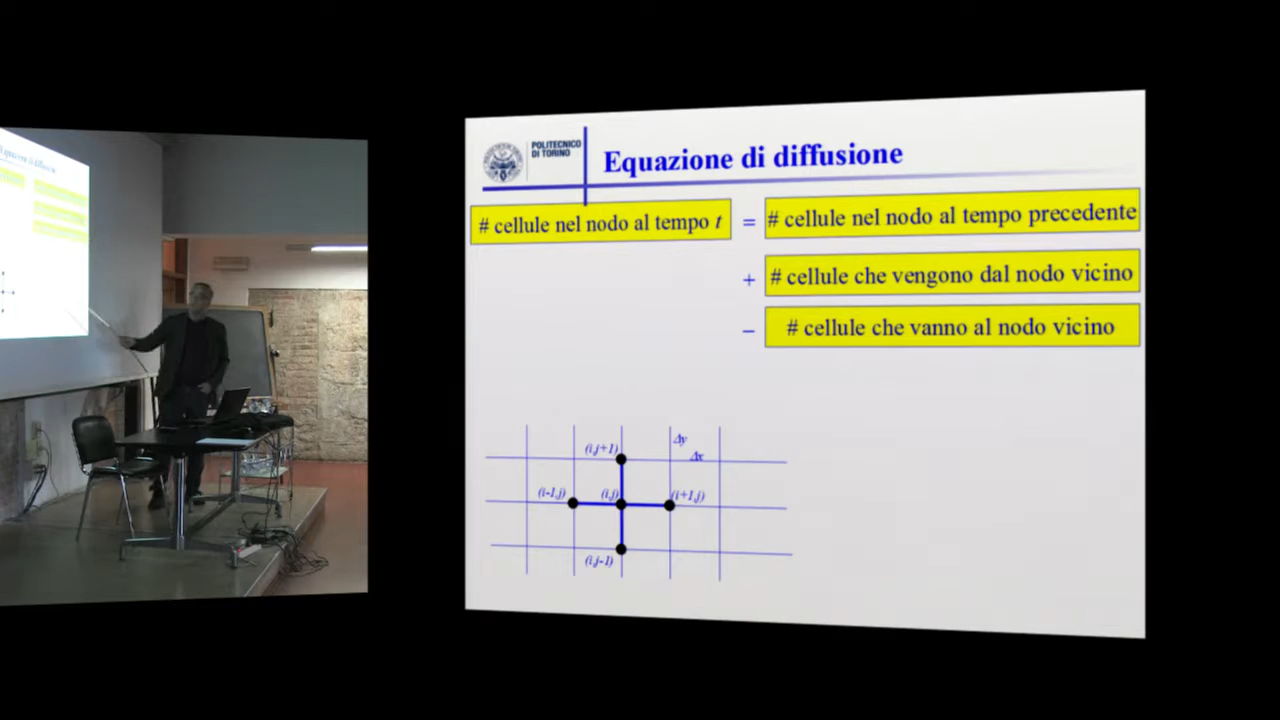 POLITECNICO
DI TORINO
Equazione di diffusione
# cellule nel nodo al tempo t = # cellule nel nodo al tempo precedente
+ # cellule che vengono dal nodo vicino
– # cellule che vanno al nodo vicino
(i,j+1) Δy
Δx
(i-1,j) (i,j) (i+1,j)
(i,j-1)